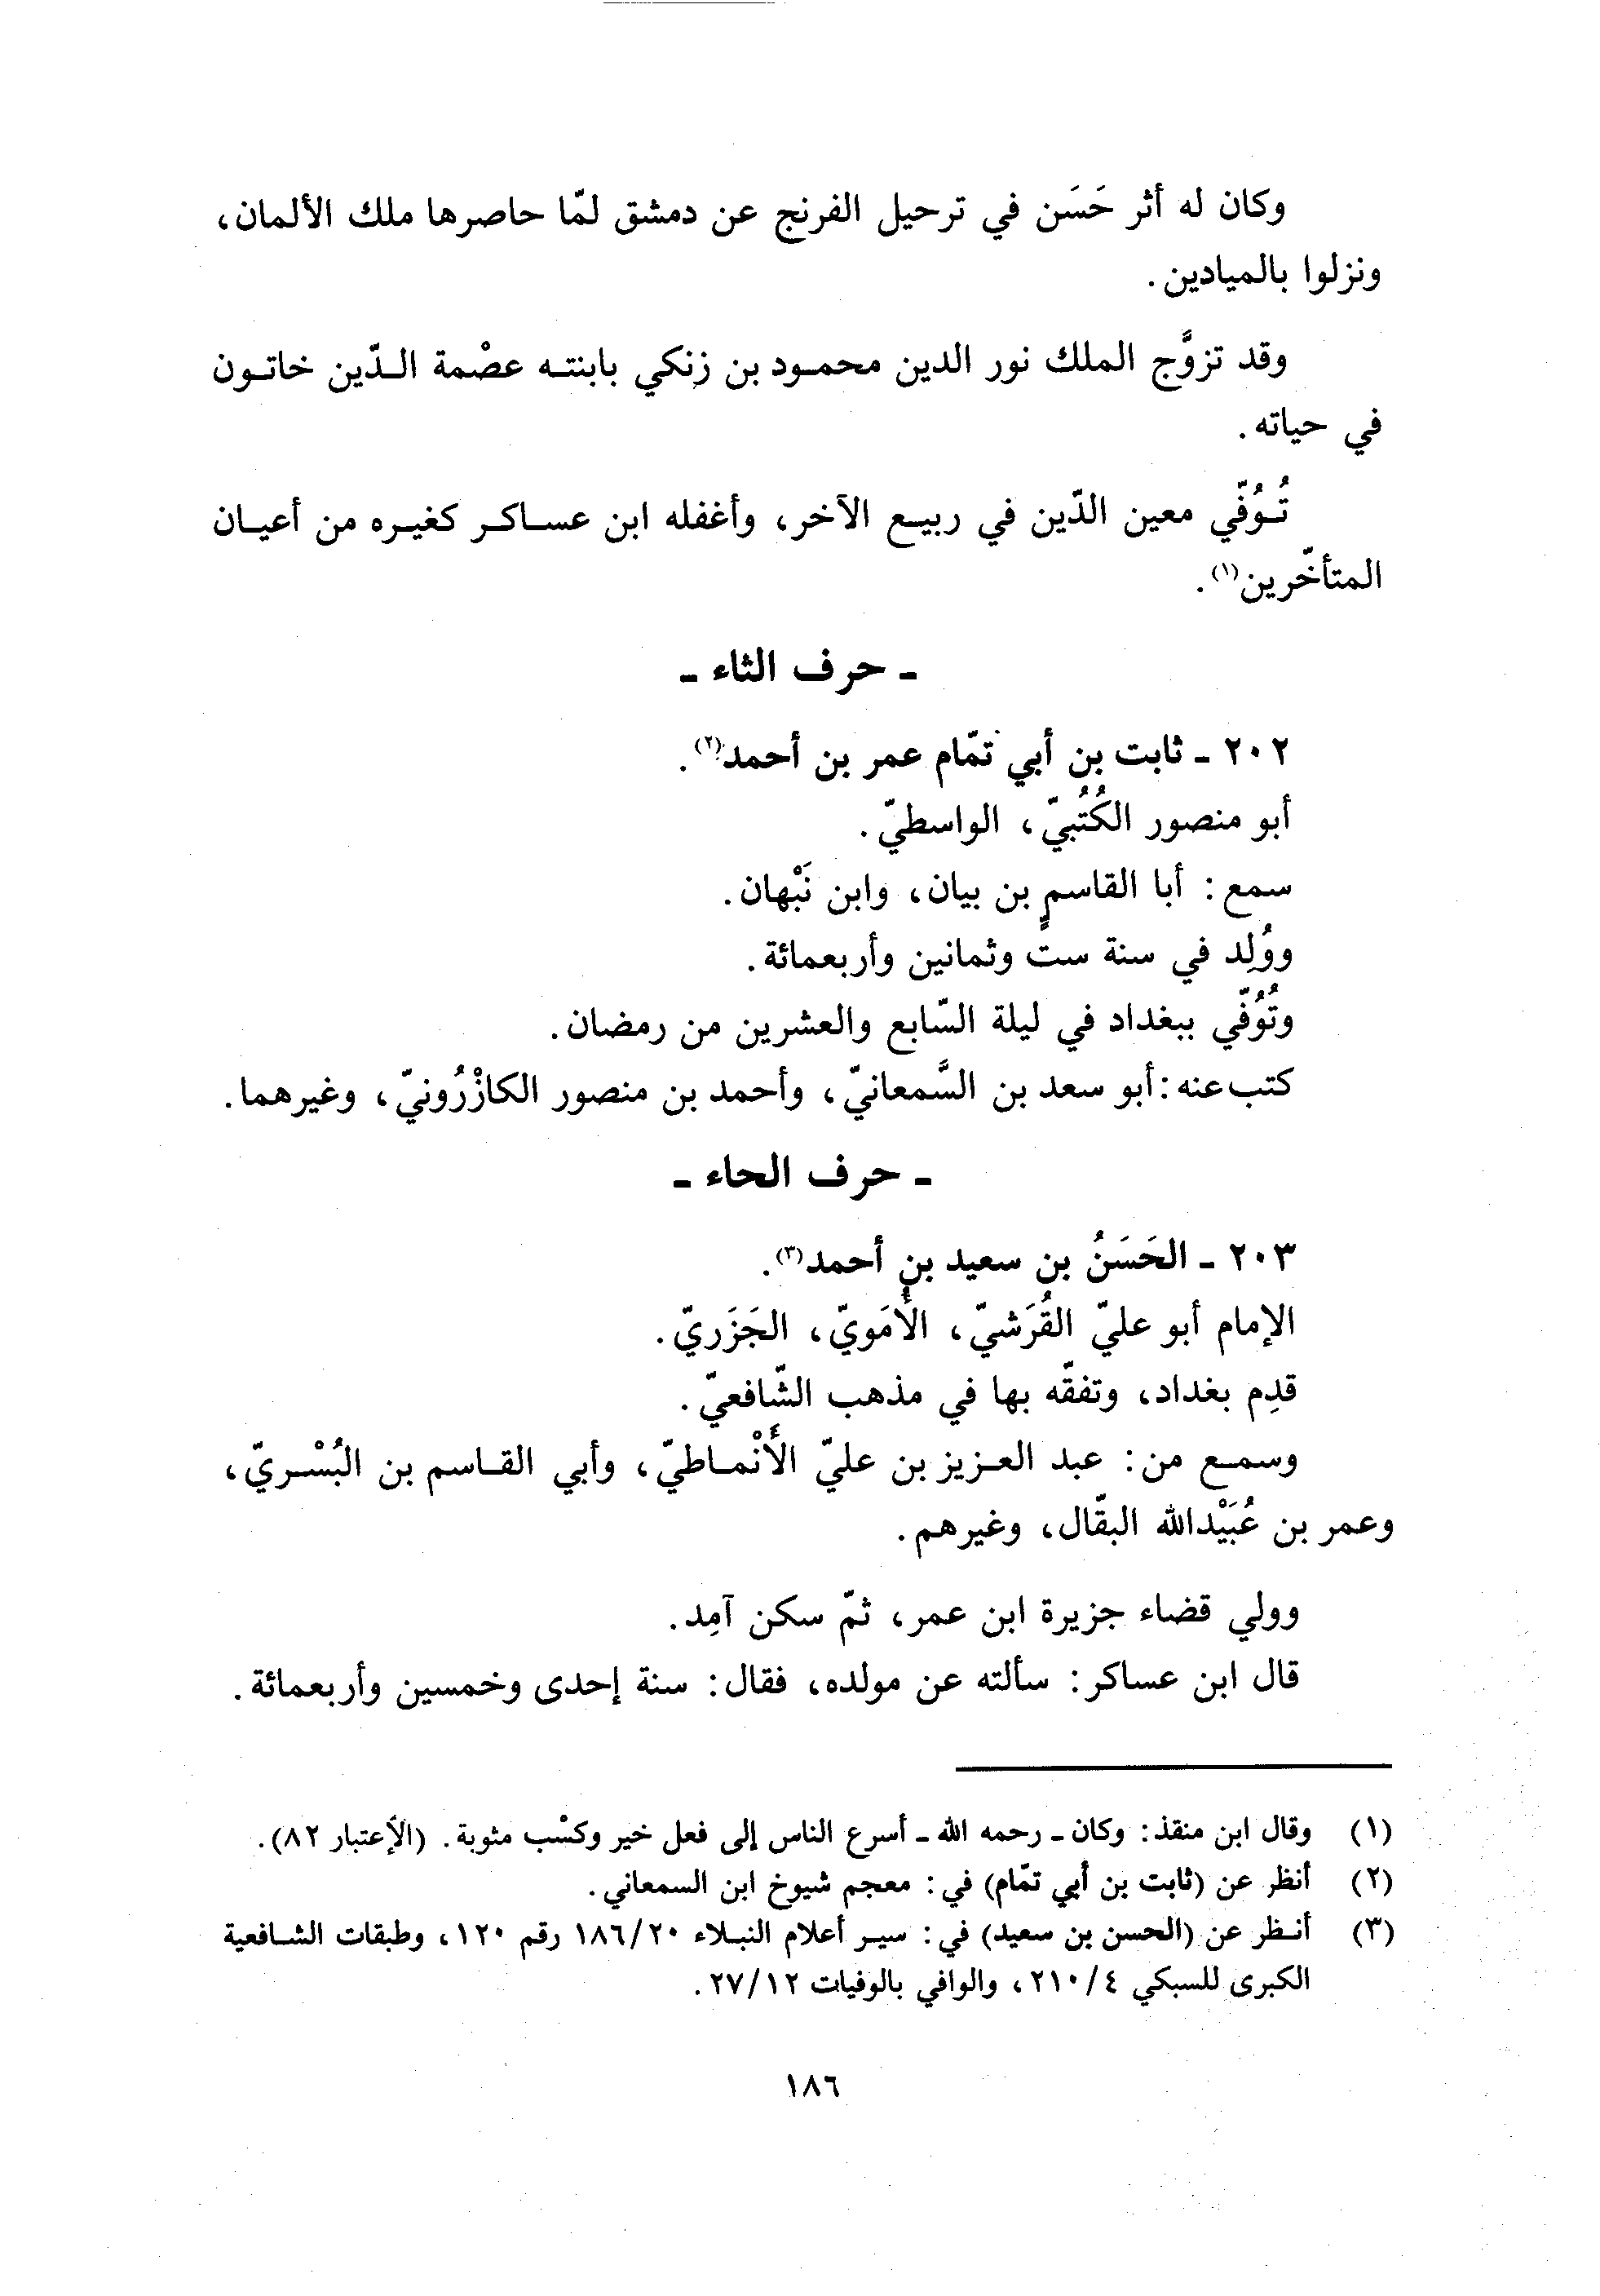 وكان له أثر حَسَن في ترحيل الفرنج عن دمشق لمّا حاصرها ملك الألمان،
ونزلوا بالميادين.
وقد تزوَّج الملك نور الدين محمود بن زنكي بابنته عصْمة الدّين خاتون
في حياته.
تُوُفّي معين الدّين في ربيع الآخر، وأغفله ابن عساكر كغيره من أعيان
المتأخّرين(١).
ـ حرف الثاء ـ
٢٠٢ ـ ثابت بن أبي تمّام عمر بن أحمد(٢).
أبو منصور الكُتُبيّ، الواسطيّ.
سمع: أبا القاسم بن بيان، وابن نَبْهان.
ووُلِد في سنة ستٍّ وثمانين وأربعمائة.
وتُوُفّي ببغداد في ليلة السّابع والعشرين من رمضان.
كتب عنه: أبو سعد بن السَّمعانيّ، وأحمد بن منصور الكازْرُونيّ، وغيرهما.
ـ حرف الحاء ـ
٢٠٣ ـ الحَسَنُ بن سعيد بن أحمد(٣).
الإمام أبو عليّ القُرَشيّ، الأُمَويّ، الجَزَريّ.
قدِم بغداد، وتفقّه بها في مذهب الشّافعيّ.
وسمع من: عبد العزيز بن عليّ الأَنْماطيّ، وأبي القاسم بن البُسْريّ،
وعمر بن عُبَيْدالله البقّال، وغيرهم.
وولي قضاء جزيرة ابن عمر، ثمّ سكن آمِد.
قال ابن عساكر: سألته عن مولده، فقال: سنة إحدى وخمسين وأربعمائة.
(١) وقال ابن منقذ: وكان ـ رحمه الله ـ أسرع الناس إلى فعل خير وكسْب مثوبة. (الإعتبار ٨٢).
(٢) أنظر عن (ثابت بن أبي تمّام) في: معجم شيوخ ابن السمعاني.
(٣) أنظر عن (الحسن بن سعيد) في: سير أعلام النبلاء ١٨٦/٢٠ رقم ١٢٠، وطبقات الشافعية
الكبرى للسبكي ٢١٠/٤، والوافي بالوفيات ٢٧/١٢.
١٨٦